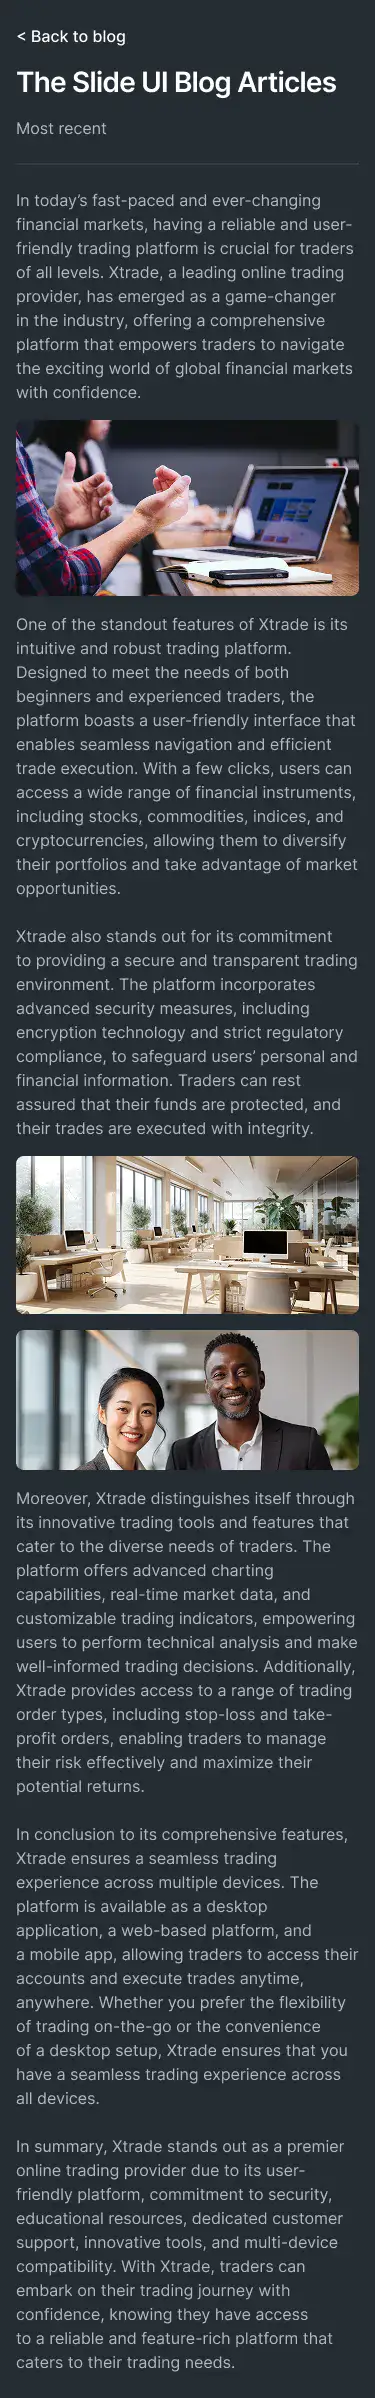 < Back to blog
The Slide UI Blog Articles
Most recent
In today’s fast-paced and ever-changing
financial markets, having a reliable and user-
friendly trading platform is crucial for traders
of all levels. Xtrade, a leading online trading
provider, has emerged as a game-changer
in the industry, offering a comprehensive
platform that empowers traders to navigate
the exciting world of global financial markets
with confidence.
One of the standout features of Xtrade is its
intuitive and robust trading platform.
Designed to meet the needs of both
beginners and experienced traders, the
platform boasts a user-friendly interface that
enables seamless navigation and efficient
trade execution. With a few clicks, users can
access a wide range of financial instruments,
including stocks, commodities, indices, and
cryptocurrencies, allowing them to diversify
their portfolios and take advantage of market
opportunities.
Xtrade also stands out for its commitment
to providing a secure and transparent trading
environment. The platform incorporates
advanced security measures, including
encryption technology and strict regulatory
compliance, to safeguard users’ personal and
financial information. Traders can rest
assured that their funds are protected, and
their trades are executed with integrity.
Moreover, Xtrade distinguishes itself through
its innovative trading tools and features that
cater to the diverse needs of traders. The
platform offers advanced charting
capabilities, real-time market data, and
customizable trading indicators, empowering
users to perform technical analysis and make
well-informed trading decisions. Additionally,
Xtrade provides access to a range of trading
order types, including stop-loss and take-
profit orders, enabling traders to manage
their risk effectively and maximize their
potential returns.
In conclusion to its comprehensive features,
Xtrade ensures a seamless trading
experience across multiple devices. The
platform is available as a desktop
application, a web-based platform, and
a mobile app, allowing traders to access their
accounts and execute trades anytime,
anywhere. Whether you prefer the flexibility
of trading on-the-go or the convenience
of a desktop setup, Xtrade ensures that you
have a seamless trading experience across
all devices.
In summary, Xtrade stands out as a premier
online trading provider due to its user-
friendly platform, commitment to security,
educational resources, dedicated customer
support, innovative tools, and multi-device
compatibility. With Xtrade, traders can
embark on their trading journey with
confidence, knowing they have access
to a reliable and feature-rich platform that
caters to their trading needs.